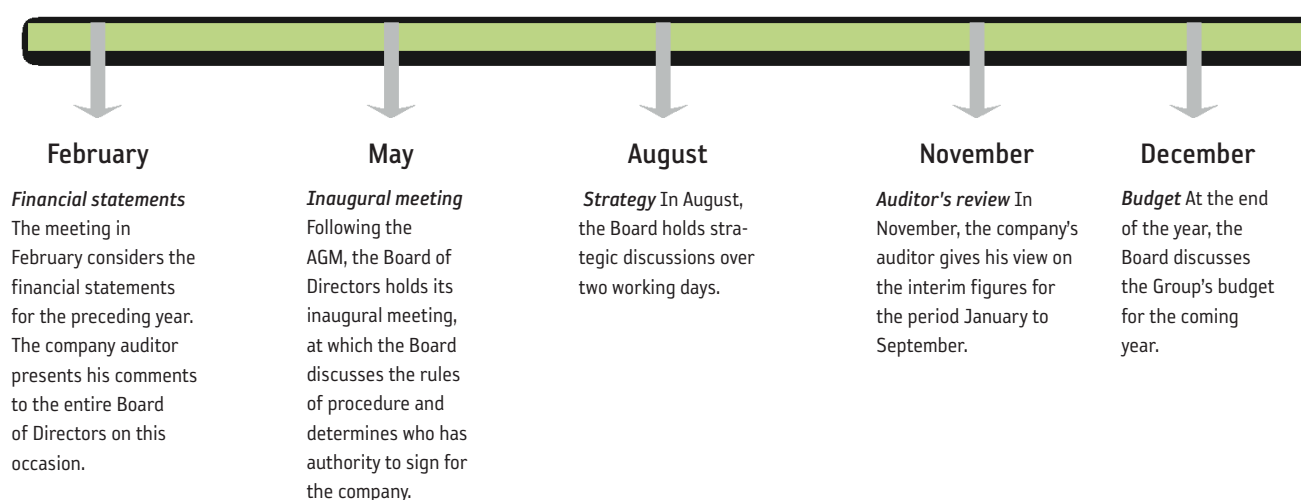 February
Financial statements
The meeting in
February considers the
financial statements
for the preceding year.
The company auditor
presents his comments
to the entire Board
of Directors on this
occasion.
May
Inaugural meeting
Following the
AGM, the Board of
Directors holds its
inaugural meeting,
at which the Board
discusses the rules
of procedure and
determines who has
authority to sign for
the company.
August
Strategy In August,
the Board holds stra-
tegic discussions over
two working days.
November
Auditor's review In
November, the company's
auditor gives his view on
the interim figures for
the period January to
September.
December
Budget At the end
of the year, the
Board discusses
the Group's budget
for the coming
year.